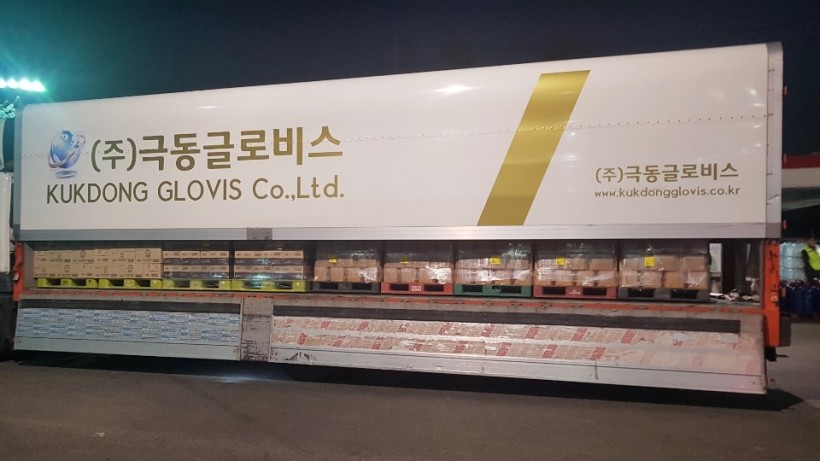 (주)극동글로비스
KUKDONG GLOVIS Co.,Ltd.
(주)극동글로비스
www.kukdongglovis.co.kr